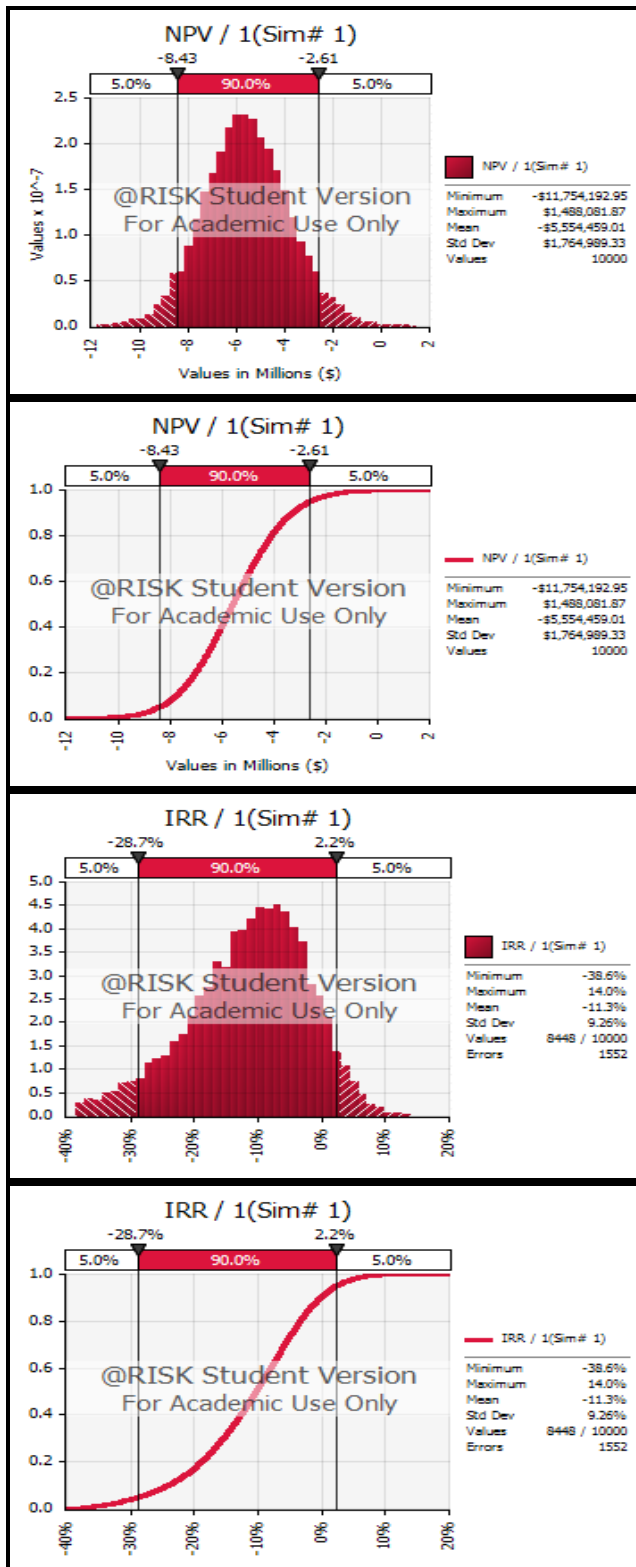 NPV / 1(Sim# 1)
-8.43 -2.61
5.0% 90.0% 5.0%
2.5
2.0
1.5
1.0
0.5
0.0
Values x 10^-7
@RISK Student Version
For Academic Use Only
-12 -10 -8 -6 -4 -2 0 2
Values in Millions ($)
NPV / 1(Sim# 1)
Minimum -$11,754,192.95
Maximum $1,488,081.87
Mean -$5,554,459.01
Std Dev $1,764,989.33
Values 10000
NPV / 1(Sim# 1)
-8.43 -2.61
5.0% 90.0% 5.0%
1.0
0.8
0.6
0.4
0.2
0.0
@RISK Student Version
For Academic Use Only
-12 -10 -8 -6 -4 -2 0 2
Values in Millions ($)
NPV / 1(Sim# 1)
Minimum -$11,754,192.95
Maximum $1,488,081.87
Mean -$5,554,459.01
Std Dev $1,764,989.33
Values 10000
IRR / 1(Sim# 1)
-28.7% 2.2%
5.0% 90.0% 5.0%
5.0
4.5
4.0
3.5
3.0
2.5
2.0
1.5
1.0
0.5
0.0
@RISK Student Version
For Academic Use Only
-40% -30% -20% -10% 0% 10% 20%
IRR / 1(Sim# 1)
Minimum -38.6%
Maximum 14.0%
Mean -11.3%
Std Dev 9.26%
Values 8448 / 10000
Errors 1552
IRR / 1(Sim# 1)
-28.7% 2.2%
5.0% 90.0% 5.0%
1.0
0.8
0.6
0.4
0.2
0.0
@RISK Student Version
For Academic Use Only
-40% -30% -20% -10% 0% 10% 20%
IRR / 1(Sim# 1)
Minimum -38.6%
Maximum 14.0%
Mean -11.3%
Std Dev 9.26%
Values 8448 / 10000
Errors 1552